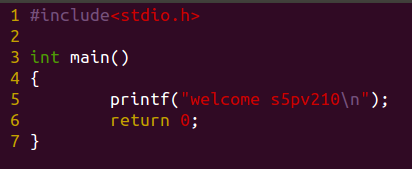 1 #include<stdio.h>
2
3 int main()
4 {
5         printf("welcome s5pv210\n");
6         return 0;
7 }